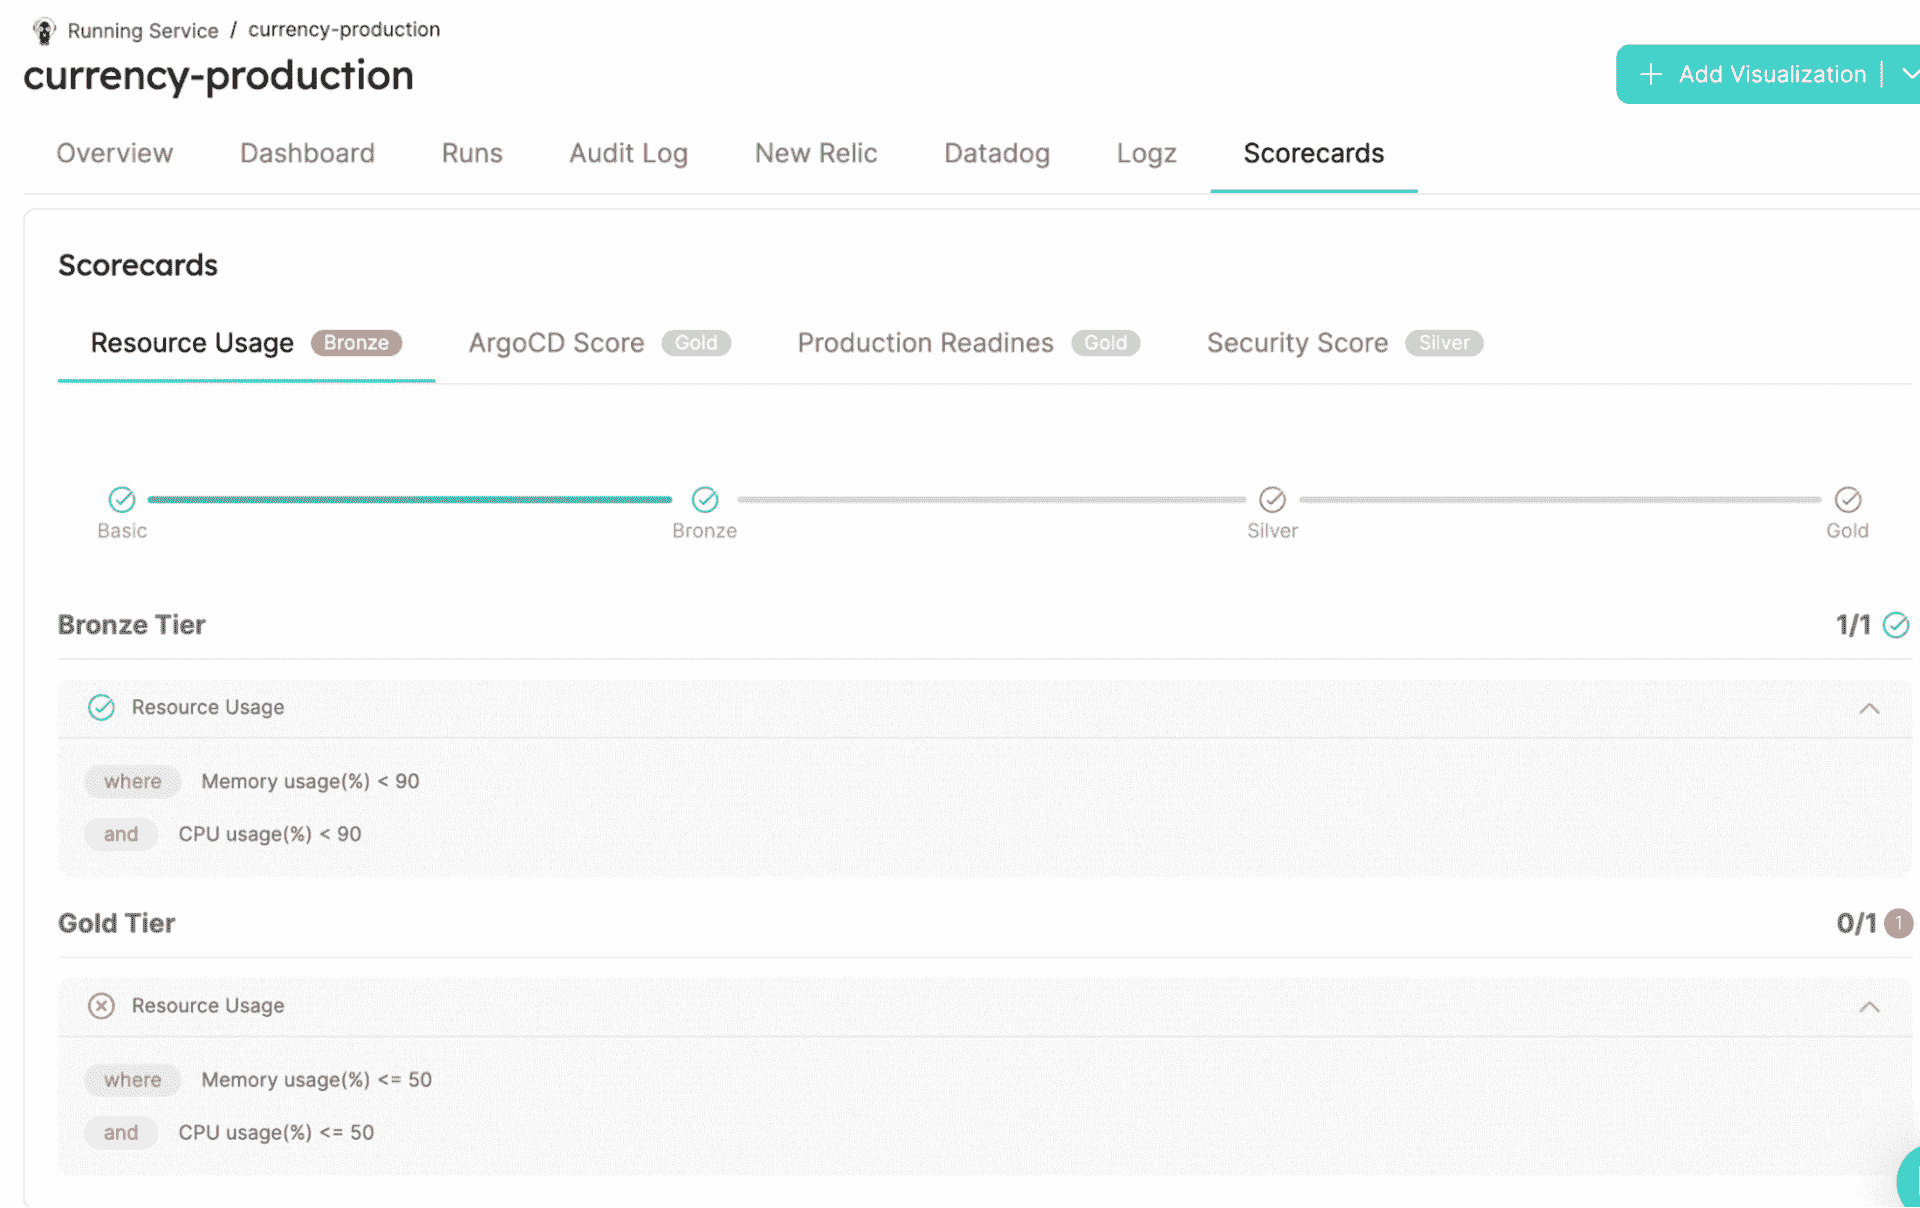 Running Service / currency-production
currency-production
+ Add Visualization
Overview Dashboard Runs Audit Log New Relic Datadog Logz Scorecards
Scorecards
Resource Usage Bronze ArgoCD Score Gold Production Readines Gold Security Score Silver
Basic Bronze Silver Gold
Bronze Tier 1/1
Resource Usage
where Memory usage(%) < 90
and CPU usage(%) < 90
Gold Tier 0/1 1
Resource Usage
where Memory usage(%) <= 50
and CPU usage(%) <= 50